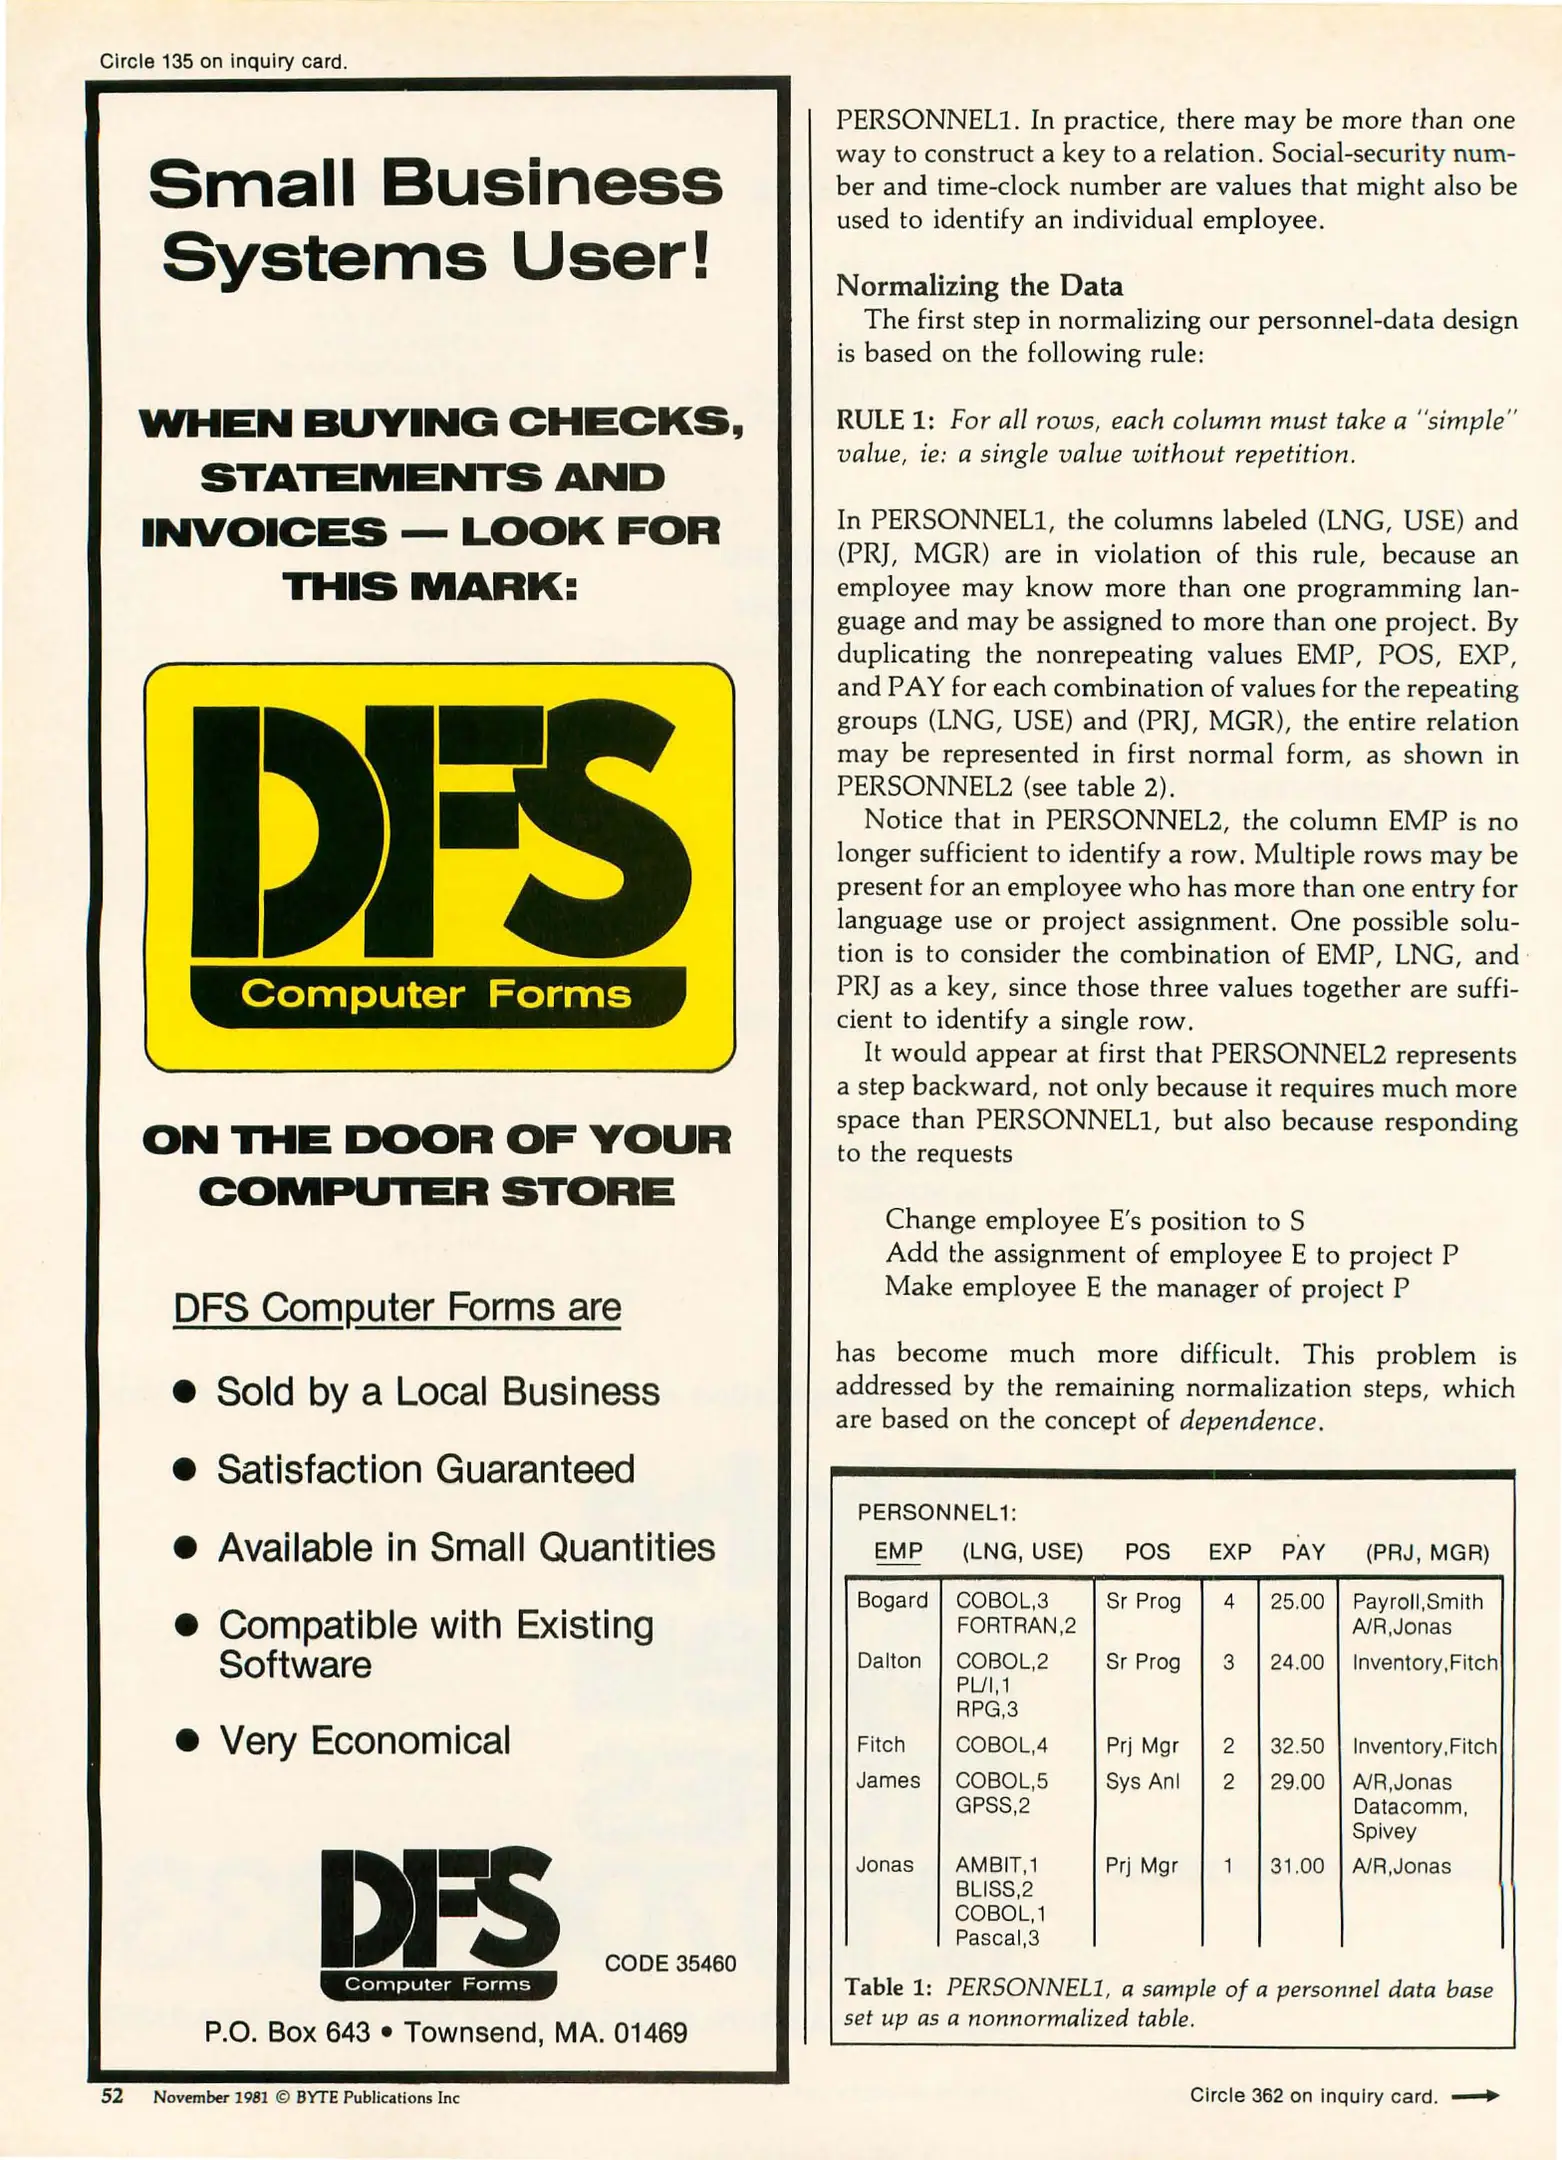 Circle 135 on inquiry card.
Small Business
Systems User!
WHEN BUYING CHECKS,
STATEMENTS AND
INVOICES — LOOK FOR
THIS MARK:
DFS
Computer Forms
ON THE DOOR OF YOUR
COMPUTER STORE
DFS Computer Forms are
• Sold by a Local Business
• Satisfaction Guaranteed
• Available in Small Quantities
• Compatible with Existing
Software
• Very Economical
DFS
Computer Forms
CODE 35460
P.O. Box 643 • Townsend, MA. 01469
PERSONNEL1. In practice, there may be more than one
way to construct a key to a relation. Social-security num-
ber and time-clock number are values that might also be
used to identify an individual employee.
Normalizing the Data
The first step in normalizing our personnel-data design
is based on the following rule:
RULE 1: For all rows, each column must take a "simple"
value, ie: a single value without repetition.
In PERSONNEL1, the columns labeled (LNG, USE) and
(PRJ, MGR) are in violation of this rule, because an
employee may know more than one programming lan-
guage and may be assigned to more than one project. By
duplicating the nonrepeating values EMP, POS, EXP,
and PAY for each combination of values for the repeating
groups (LNG, USE) and (PRJ, MGR), the entire relation
may be represented in first normal form, as shown in
PERSONNEL2 (see table 2).
Notice that in PERSONNEL2, the column EMP is no
longer sufficient to identify a row. Multiple rows may be
present for an employee who has more than one entry for
language use or project assignment. One possible solu-
tion is to consider the combination of EMP, LNG, and
PRJ as a key, since those three values together are suffi-
cient to identify a single row.
It would appear at first that PERSONNEL2 represents
a step backward, not only because it requires much more
space than PERSONNEL1, but also because responding
to the requests
Change employee E's position to S
Add the assignment of employee E to project P
Make employee E the manager of project P
has become much more difficult. This problem is
addressed by the remaining normalization steps, which
are based on the concept of dependence.
PERSONNEL1:
EMP (LNG, USE) POS EXP PAY (PRJ, MGR)
Bogard COBOL,3 Sr Prog 4 25.00 Payroll,Smith
FORTRAN,2 A/R,Jonas
Dalton COBOL,2 Sr Prog 3 24.00 Inventory,Fitch
PL/I,1
RPG,3
Fitch COBOL,4 Prj Mgr 2 32.50 Inventory,Fitch
James COBOL,5 Sys Anl 2 29.00 A/R,Jonas
GPSS,2 Datacomm,
Spivey
Jonas AMBIT,1 Prj Mgr 1 31.00 A/R,Jonas
BLISS,2
COBOL,1
Pascal,3
Table 1: PERSONNEL1, a sample of a personnel data base
set up as a nonnormalized table.
52 November 1981 © BYTE Publications Inc
Circle 362 on inquiry card.